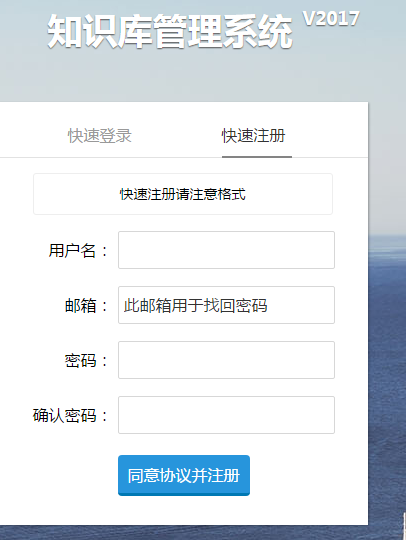 知识库管理系统 V2017
快速登录 快速注册
快速注册请注意格式
用户名：
邮箱： 此邮箱用于找回密码
密码：
确认密码：
同意协议并注册